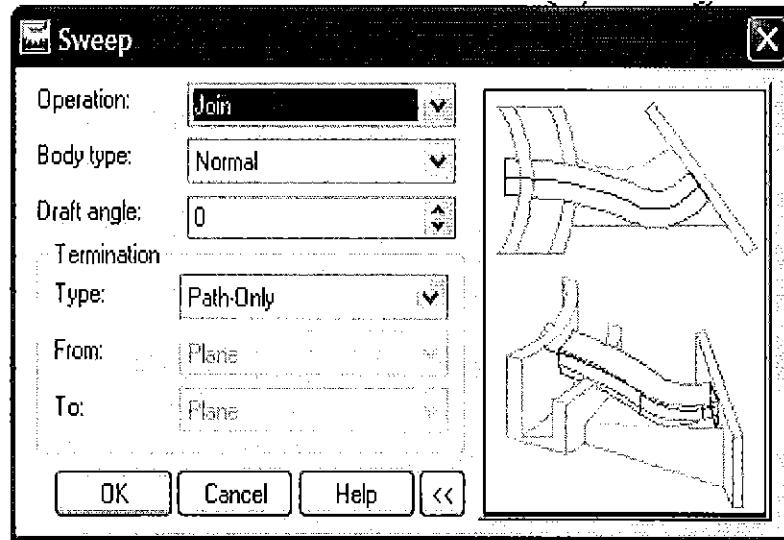 Sweep
Operation: Join
Body type: Normal
Draft angle: 0
Termination
Type: Path-Only
From: Plane
To: Plane
OK Cancel Help <<